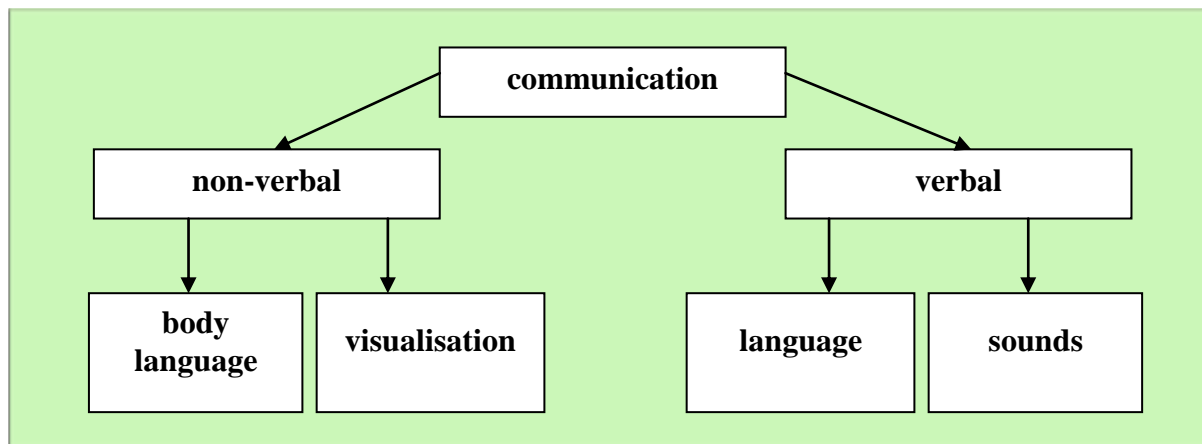 communication
non-verbal
verbal
body
language
visualisation
language
sounds